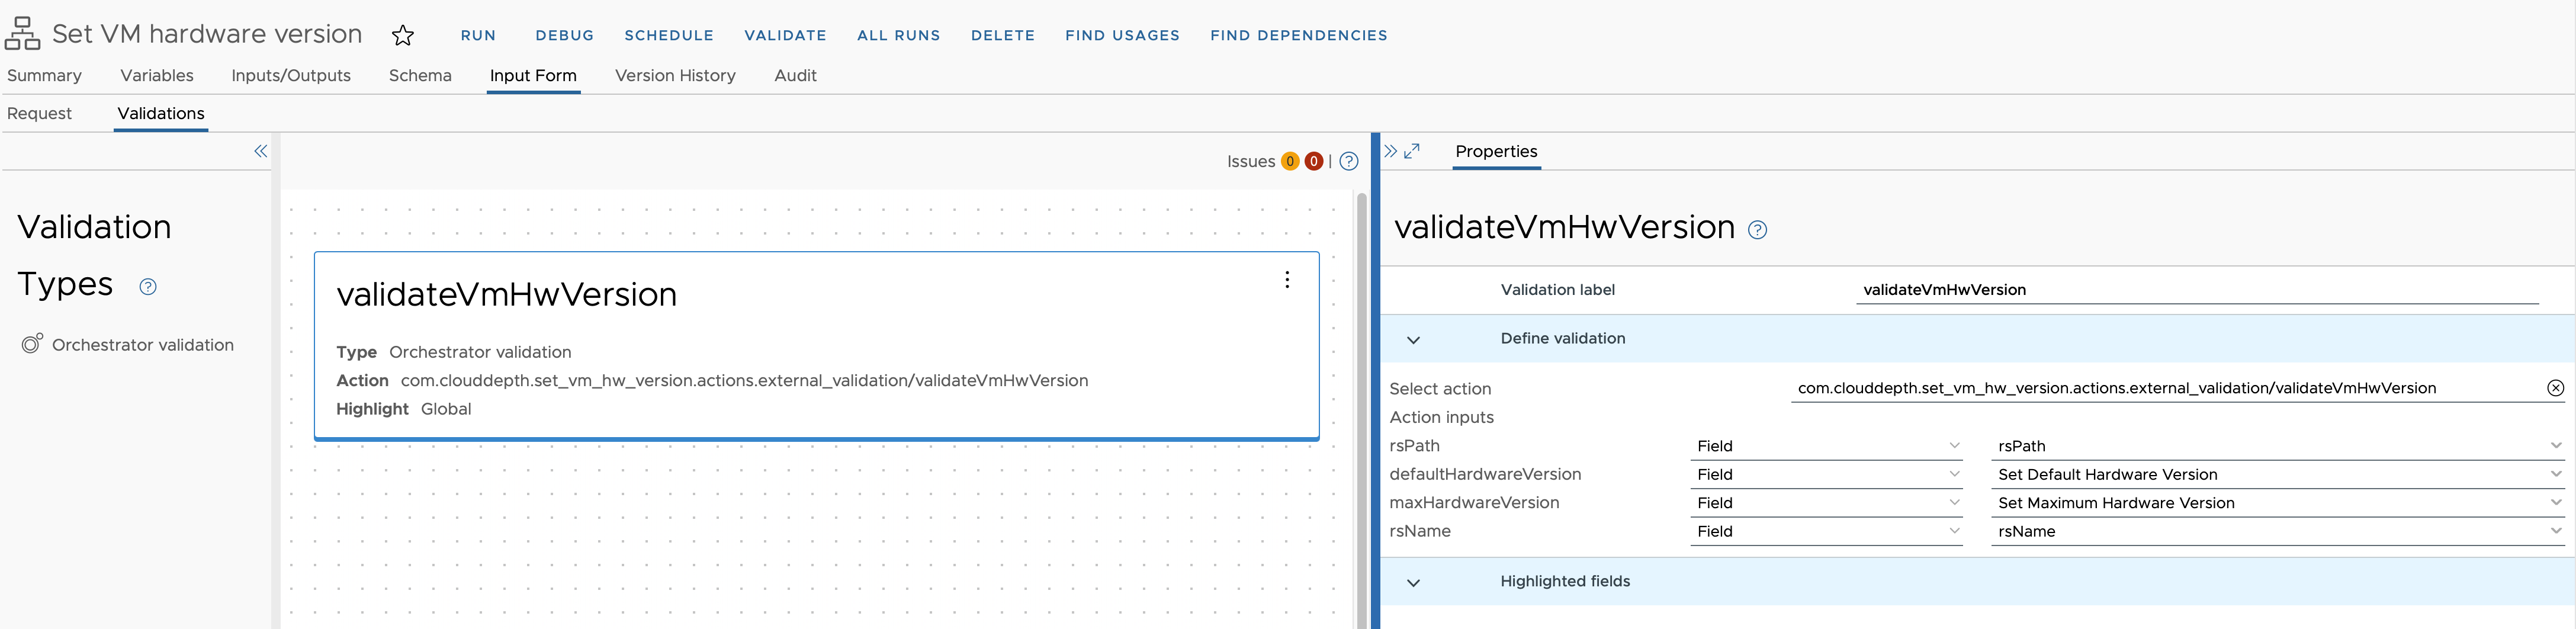 Set VM hardware version RUN DEBUG SCHEDULE VALIDATE ALL RUNS DELETE FIND USAGES FIND DEPENDENCIES
Summary Variables Inputs/Outputs Schema Input Form Version History Audit
Request Validations
Validation
Types
Orchestrator validation
Issues 0 0 |
validateVmHwVersion
Type Orchestrator validation
Action com.clouddepth.set_vm_hw_version.actions.external_validation/validateVmHwVersion
Highlight Global
Properties
validateVmHwVersion
Validation label validateVmHwVersion
Define validation
Select action com.clouddepth.set_vm_hw_version.actions.external_validation/validateVmHwVersion
Action inputs
rsPath Field rsPath
defaultHardwareVersion Field Set Default Hardware Version
maxHardwareVersion Field Set Maximum Hardware Version
rsName Field rsName
Highlighted fields